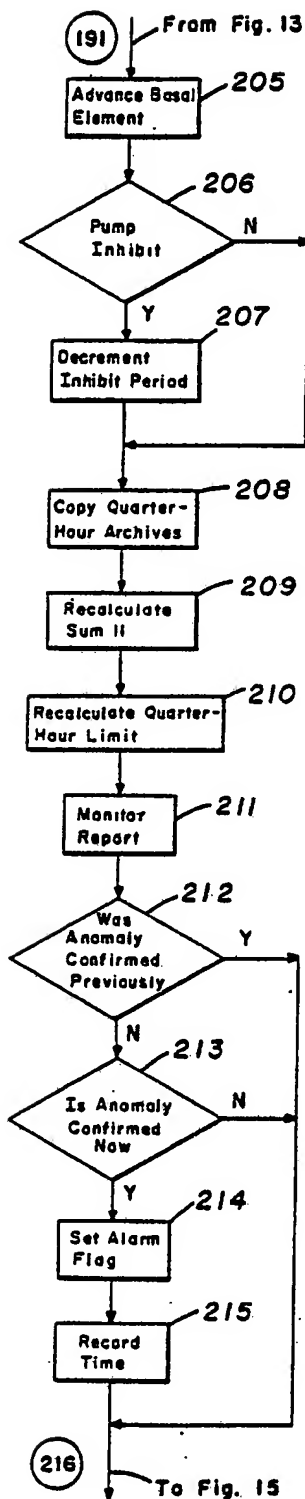 191
From Fig. 13
Advance Basal
Element
205
206
Pump
Inhibit
N
Y
207
Decrement
Inhibit Period
208
Copy Quarter-
Hour Archives
209
Recalculate
Sum II
210
Recalculate Quarter-
Hour Limit
211
Monitor
Report
212
Was
Anomaly
Confirmed
Previously
Y
N
213
Is Anomaly
Confirmed
Now
N
Y
214
Set Alarm
Flag
215
Record
Time
216
To Fig. 15